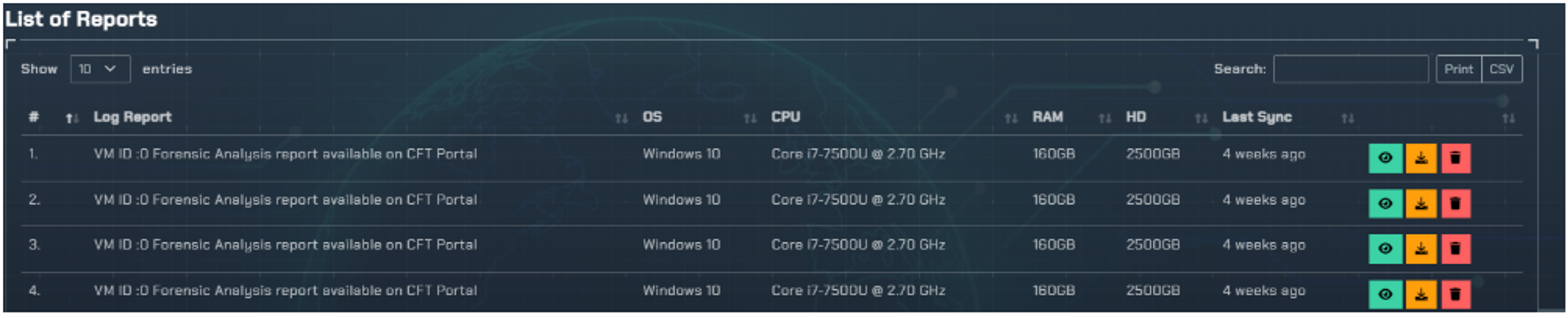 List of Reports
Show 10 entries Search: Print CSV
# Log Report OS CPU RAM HD Last Sync
1. VM ID :0 Forensic Analysis report available on CFT Portal Windows 10 Core i7-7500U @ 2.70 GHz 160GB 2500GB 4 weeks ago
2. VM ID :0 Forensic Analysis report available on CFT Portal Windows 10 Core i7-7500U @ 2.70 GHz 160GB 2500GB 4 weeks ago
3. VM ID :0 Forensic Analysis report available on CFT Portal Windows 10 Core i7-7500U @ 2.70 GHz 160GB 2500GB 4 weeks ago
4. VM ID :0 Forensic Analysis report available on CFT Portal Windows 10 Core i7-7500U @ 2.70 GHz 160GB 2500GB 4 weeks ago